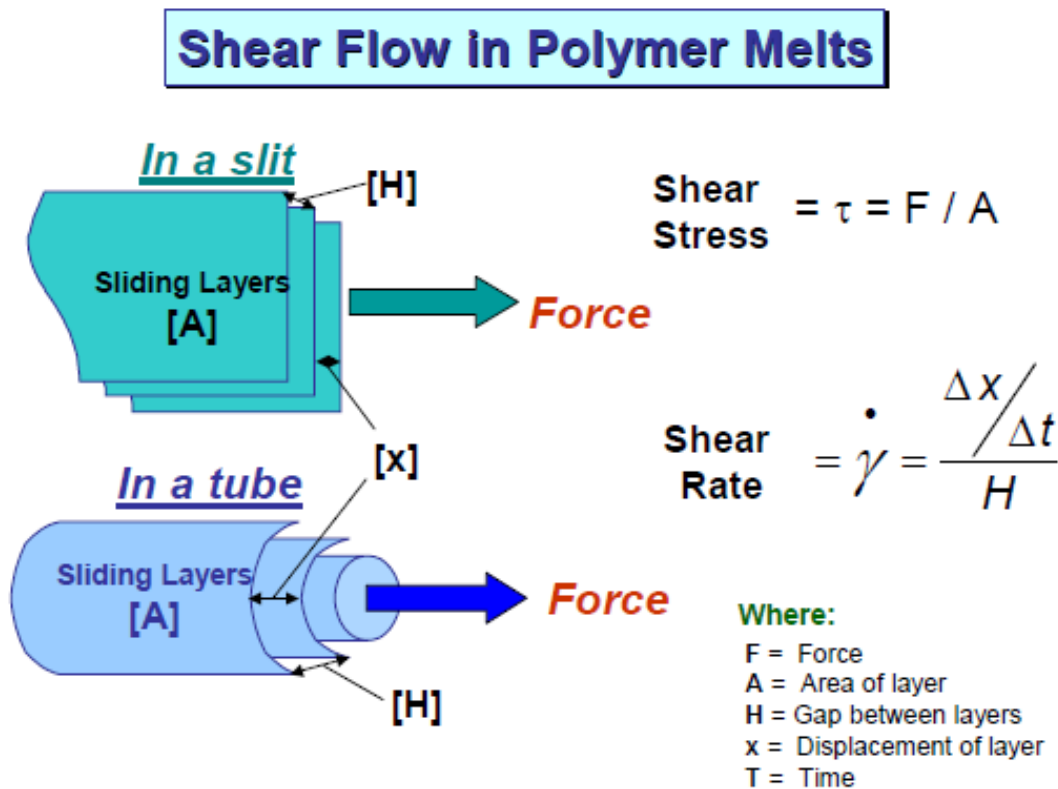 Shear Flow in Polymer Melts
In a slit
[H]
Sliding Layers
[A]
Force
Shear
Stress
= τ = F / A
[x]
Shear
Rate
= γ̇ = Δx/Δt
H
In a tube
Sliding Layers
[A]
Force
[H]
Where:
F = Force
A = Area of layer
H = Gap between layers
x = Displacement of layer
T = Time